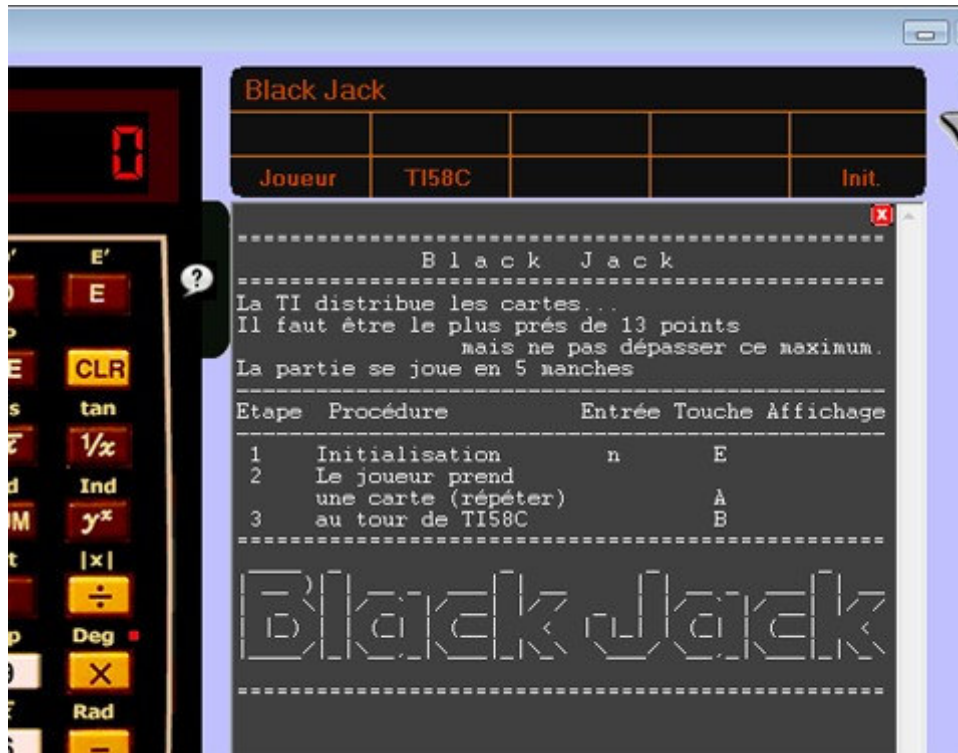 Black Jack
0
Joueur TI58C Init.
E'
E
CLR
tan
1/x
Ind
yˣ
|x|
÷
Deg
×
Rad
−
?
x
B l a c k   J a c k
La TI distribue les cartes...
Il faut être le plus prés de 13 points
mais ne pas dépasser ce maximum.
La partie se joue en 5 manches
Etape Procédure Entrée Touche Affichage
1 Initialisation n E
2 Le joueur prend
une carte (répéter) A
3 au tour de TI58C B
Black Jack